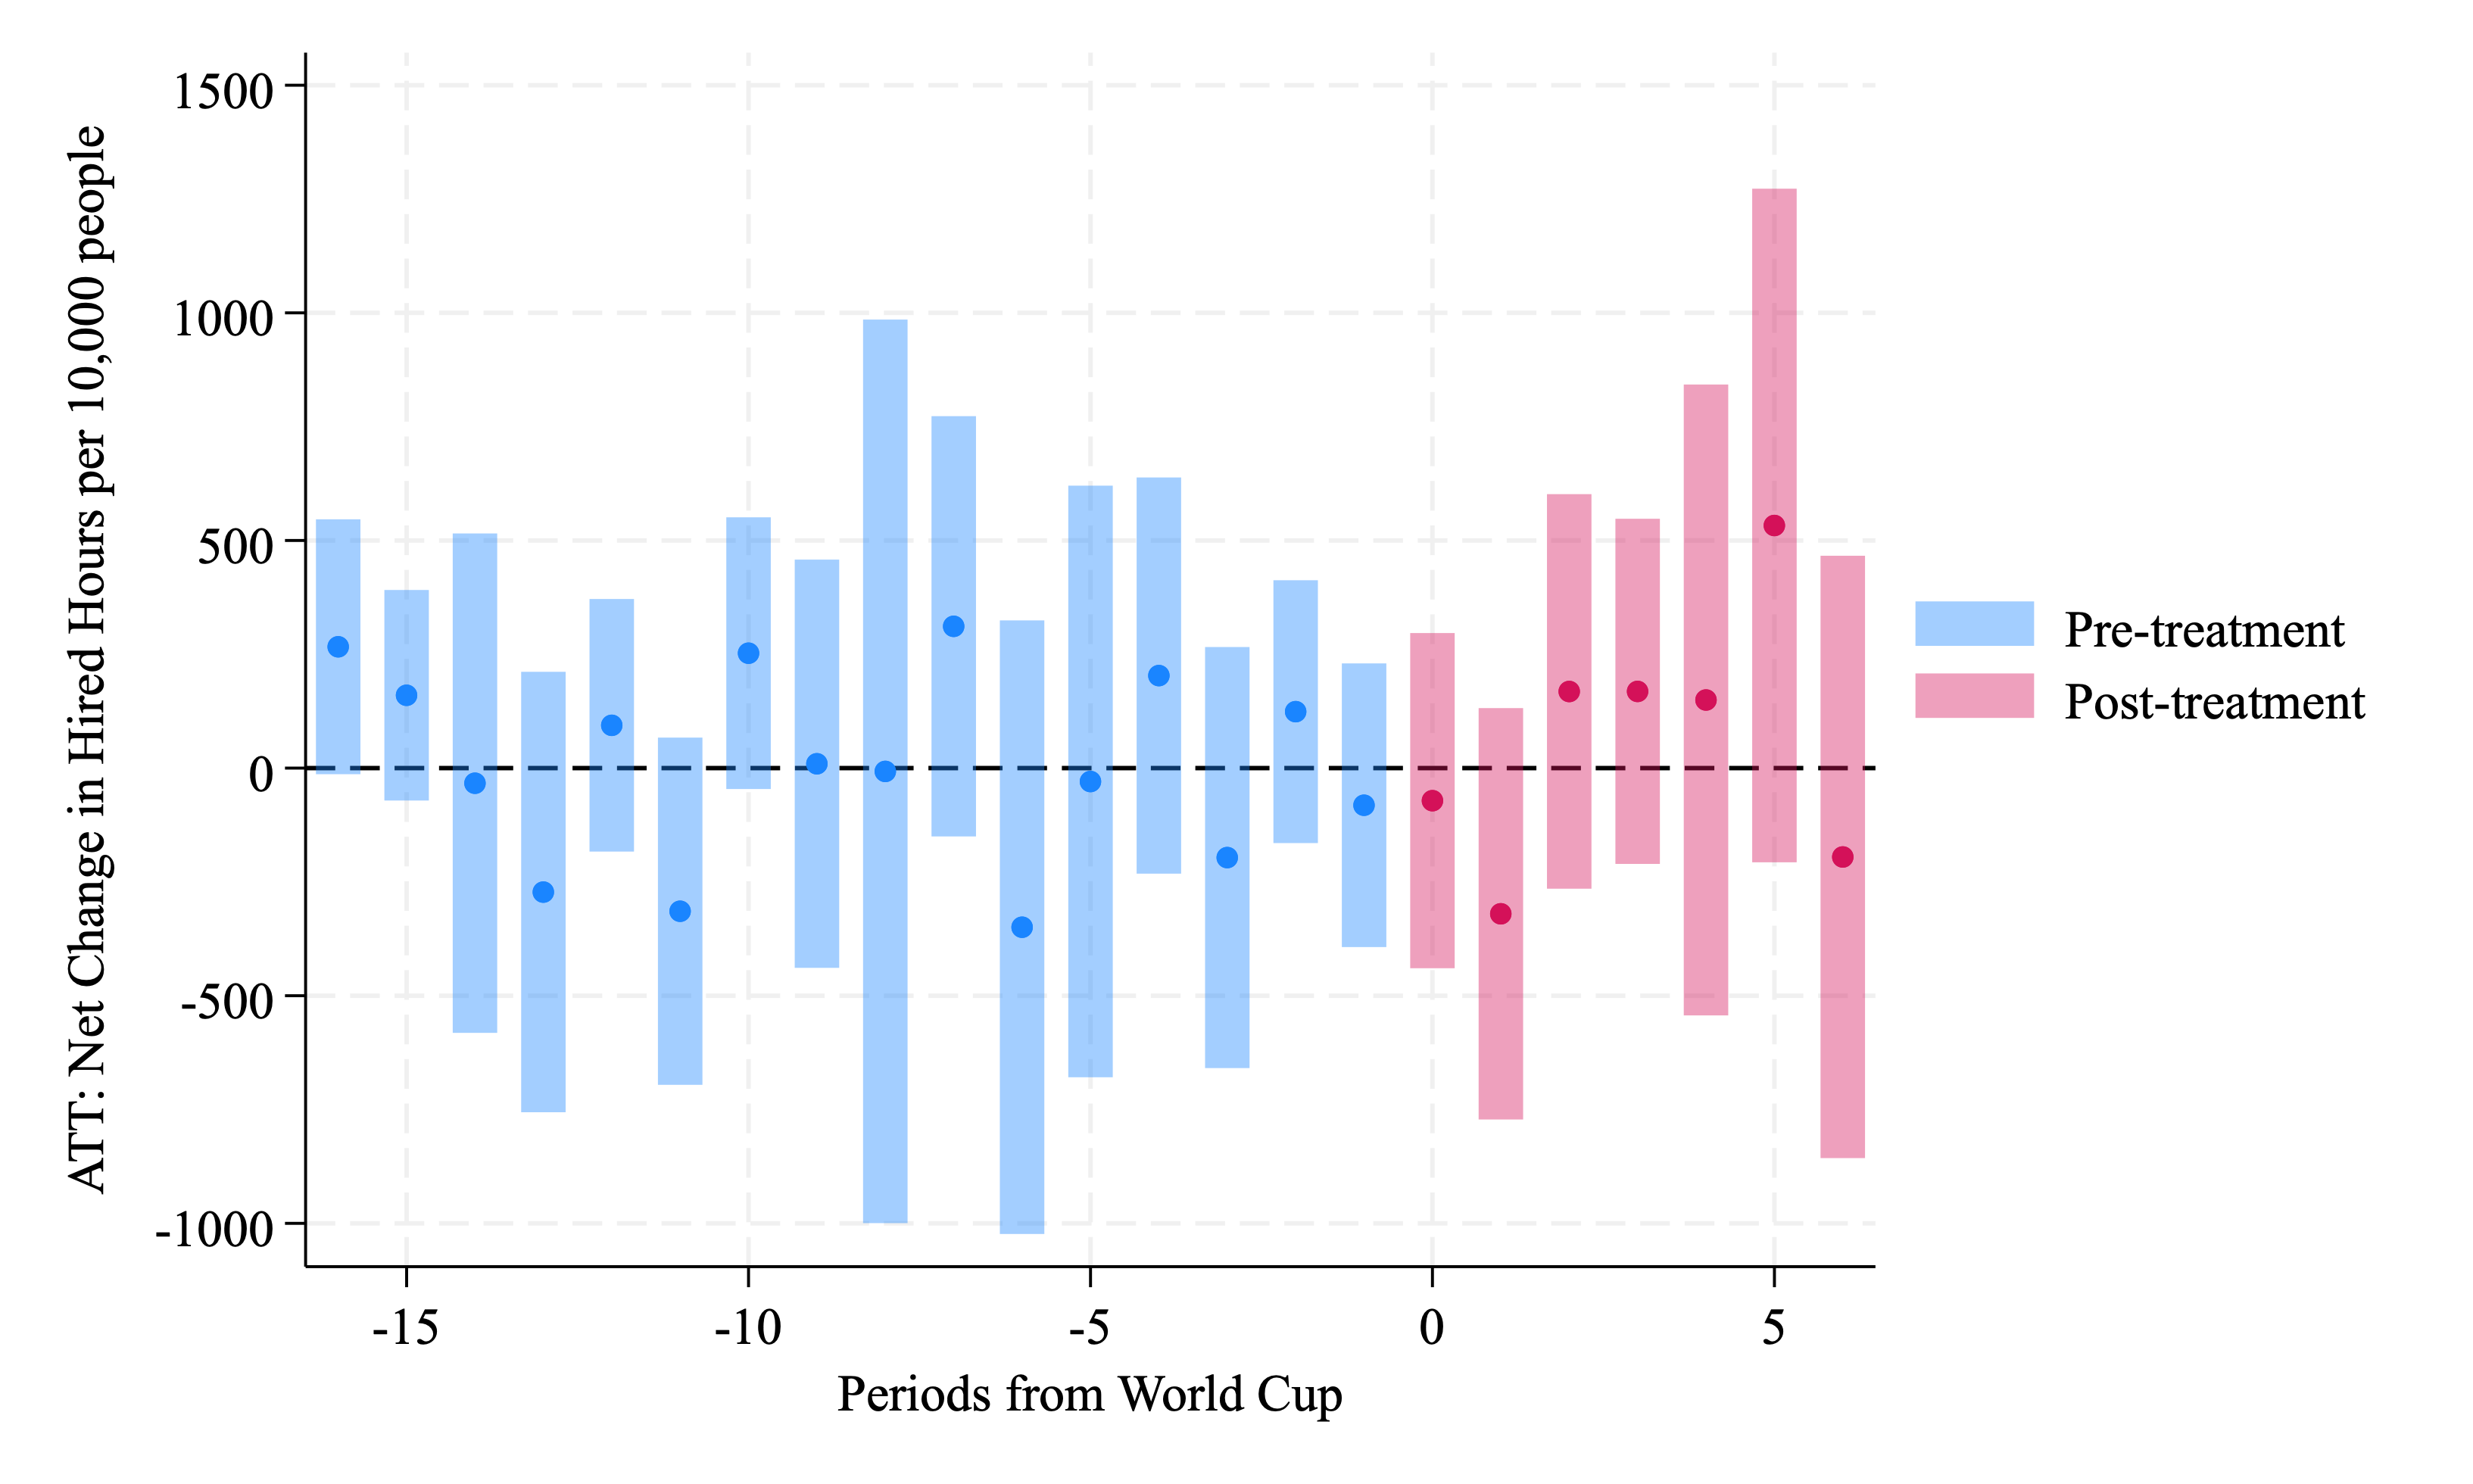 ATT: Net Change in Hired Hours per 10,000 people
1500
1000
500
0
-500
-1000
-15
-10
-5
0
5
Periods from World Cup
Pre-treatment
Post-treatment